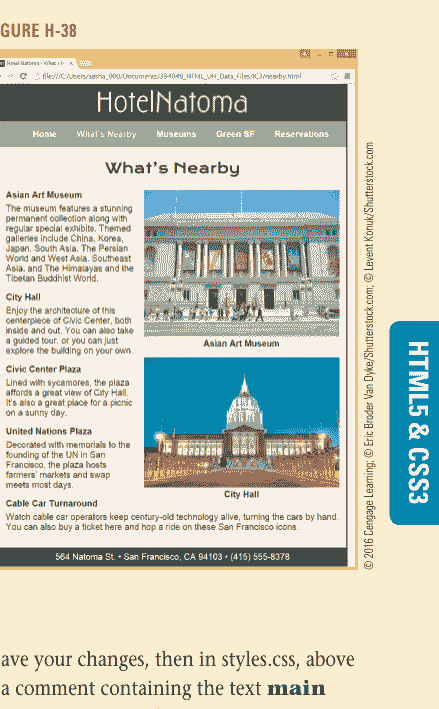 GURE H-38
Hotel Natoma - What's N
file:///C:/Users/sasha_000/Documents/394049_HTML_UH_Data_Files/IC3/nearby.html
HotelNatoma
Home What's Nearby Museums Green SF Reservations
What's Nearby
Asian Art Museum
The museum features a stunning
permanent collection along with
regular special exhibits. Themed
galleries include China, Korea,
Japan, South Asia, The Persian
World and West Asia, Southeast
Asia, and The Himalayas and the
Tibetan Buddhist World.
City Hall
Enjoy the architecture of this
centerpiece of Civic Center, both
inside and out. You can also take
a guided tour, or you can just
explore the building on your own.
Civic Center Plaza
Lined with sycamores, the plaza
affords a great view of City Hall.
It's also a great place for a picnic
on a sunny day.
United Nations Plaza
Decorated with memorials to the
founding of the UN in San
Francisco, the plaza hosts
farmers' markets and swap
meets most days.
Cable Car Turnaround
Watch cable car operators keep century-old technology alive, turning the cars by hand.
You can also buy a ticket here and hop a ride on these San Francisco icons.
Asian Art Museum
City Hall
564 Natoma St. • San Francisco, CA 94103 • (415) 555-8378
© 2016 Cengage Learning; © Eric Broder Van Dyke/Shutterstock.com; © Levent Konuk/Shutterstock.com
HTML5 & CSS3
ave your changes, then in styles.css, above
a comment containing the text main